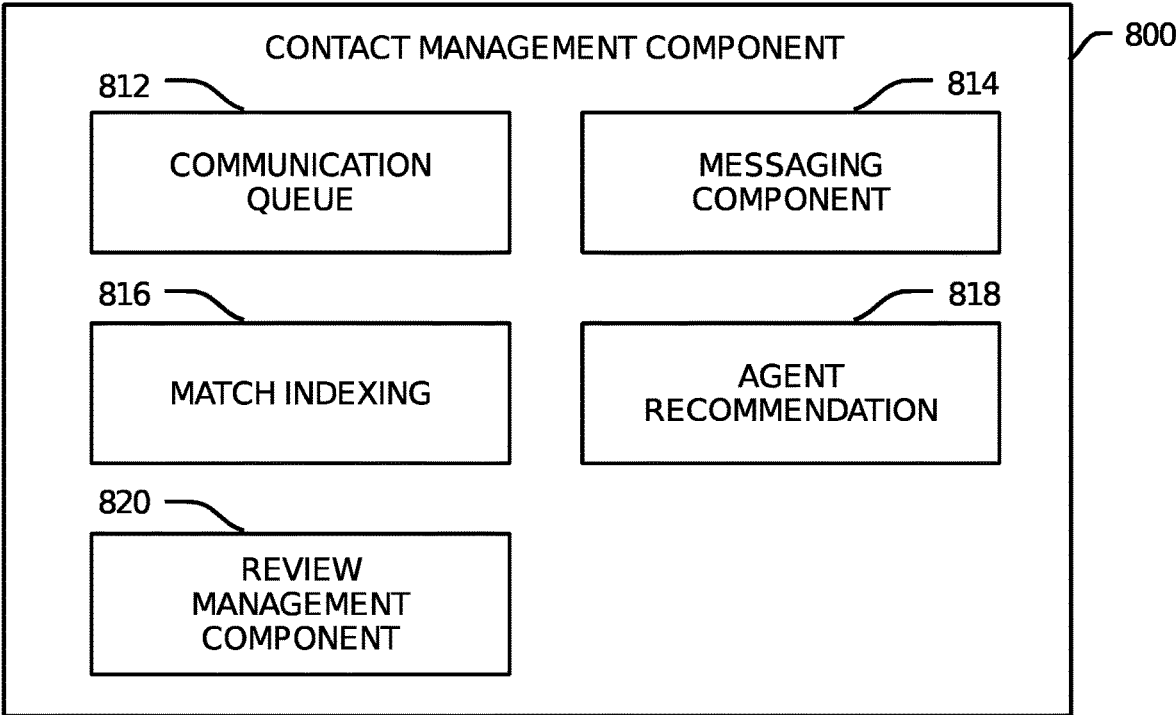 CONTACT MANAGEMENT COMPONENT
800
812
COMMUNICATION
QUEUE
814
MESSAGING
COMPONENT
816
MATCH INDEXING
818
AGENT
RECOMMENDATION
820
REVIEW
MANAGEMENT
COMPONENT